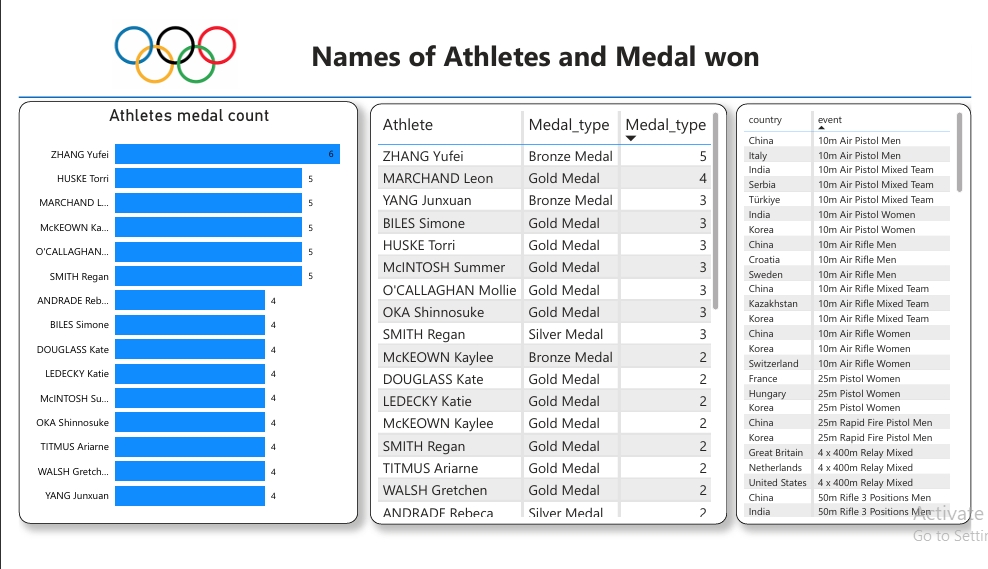 Names of Athletes and Medal won
Athletes medal count
ZHANG Yufei 6
HUSKE Torri 5
MARCHAND L... 5
McKEOWN Ka... 5
O'CALLAGHAN... 5
SMITH Regan 5
ANDRADE Reb... 4
BILES Simone 4
DOUGLASS Kate 4
LEDECKY Katie 4
McINTOSH Su... 4
OKA Shinnosuke 4
TITMUS Ariarne 4
WALSH Gretch... 4
YANG Junxuan 4
Athlete Medal_type Medal_type
ZHANG Yufei Bronze Medal 5
MARCHAND Leon Gold Medal 4
YANG Junxuan Bronze Medal 3
BILES Simone Gold Medal 3
HUSKE Torri Gold Medal 3
McINTOSH Summer Gold Medal 3
O'CALLAGHAN Mollie Gold Medal 3
OKA Shinnosuke Gold Medal 3
SMITH Regan Silver Medal 3
McKEOWN Kaylee Bronze Medal 2
DOUGLASS Kate Gold Medal 2
LEDECKY Katie Gold Medal 2
McKEOWN Kaylee Gold Medal 2
SMITH Regan Gold Medal 2
TITMUS Ariarne Gold Medal 2
WALSH Gretchen Gold Medal 2
ANDRADE Rebeca Silver Medal 2
country event
China 10m Air Pistol Men
Italy 10m Air Pistol Men
India 10m Air Pistol Mixed Team
Serbia 10m Air Pistol Mixed Team
Türkiye 10m Air Pistol Mixed Team
India 10m Air Pistol Women
Korea 10m Air Pistol Women
China 10m Air Rifle Men
Croatia 10m Air Rifle Men
Sweden 10m Air Rifle Men
China 10m Air Rifle Mixed Team
Kazakhstan 10m Air Rifle Mixed Team
Korea 10m Air Rifle Mixed Team
China 10m Air Rifle Women
Korea 10m Air Rifle Women
Switzerland 10m Air Rifle Women
France 25m Pistol Women
Hungary 25m Pistol Women
Korea 25m Pistol Women
China 25m Rapid Fire Pistol Men
Korea 25m Rapid Fire Pistol Men
Great Britain 4 x 400m Relay Mixed
Netherlands 4 x 400m Relay Mixed
United States 4 x 400m Relay Mixed
China 50m Rifle 3 Positions Men
India 50m Rifle 3 Positions Men
Activate
Go to Settin